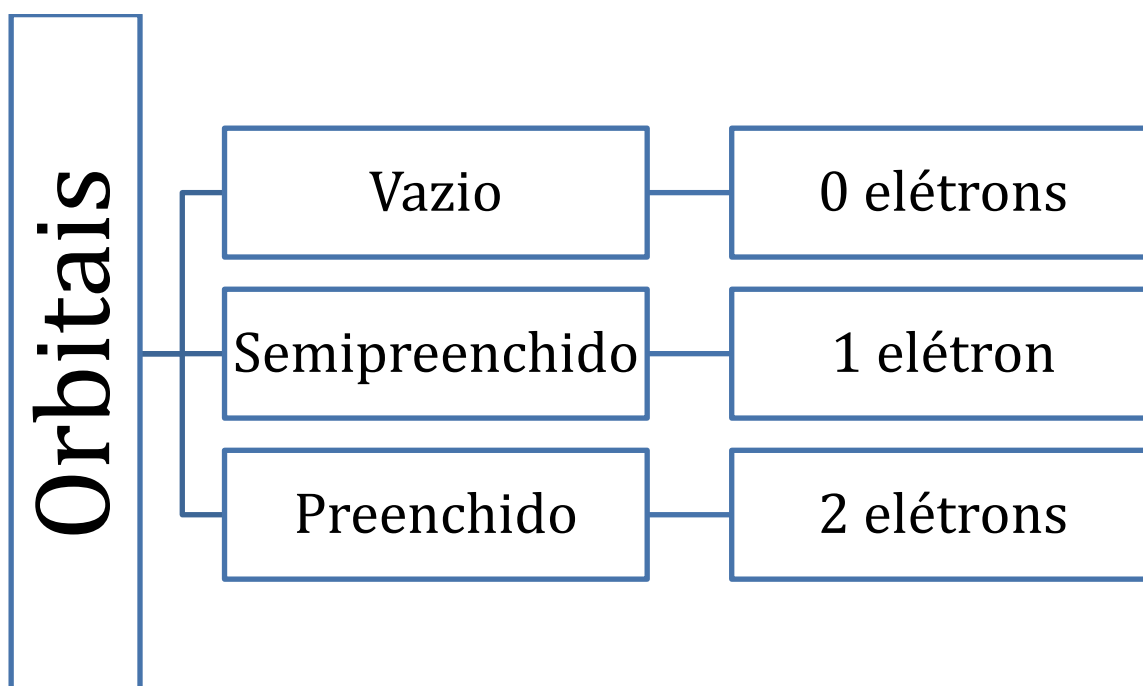 Orbitais
Vazio
0 elétrons
Semipreenchido
1 elétron
Preenchido
2 elétrons